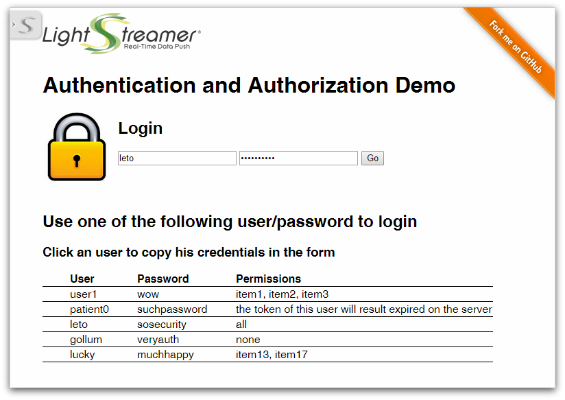 LightStreamer®
Real-Time Data Push
Fork me on GitHub
Authentication and Authorization Demo
Login
leto •••••••••• Go
Use one of the following user/password to login
Click an user to copy his credentials in the form
User Password Permissions
user1 wow item1, item2, item3
patient0 suchpassword the token of this user will result expired on the server
leto sosecurity all
gollum veryauth none
lucky muchhappy item13, item17